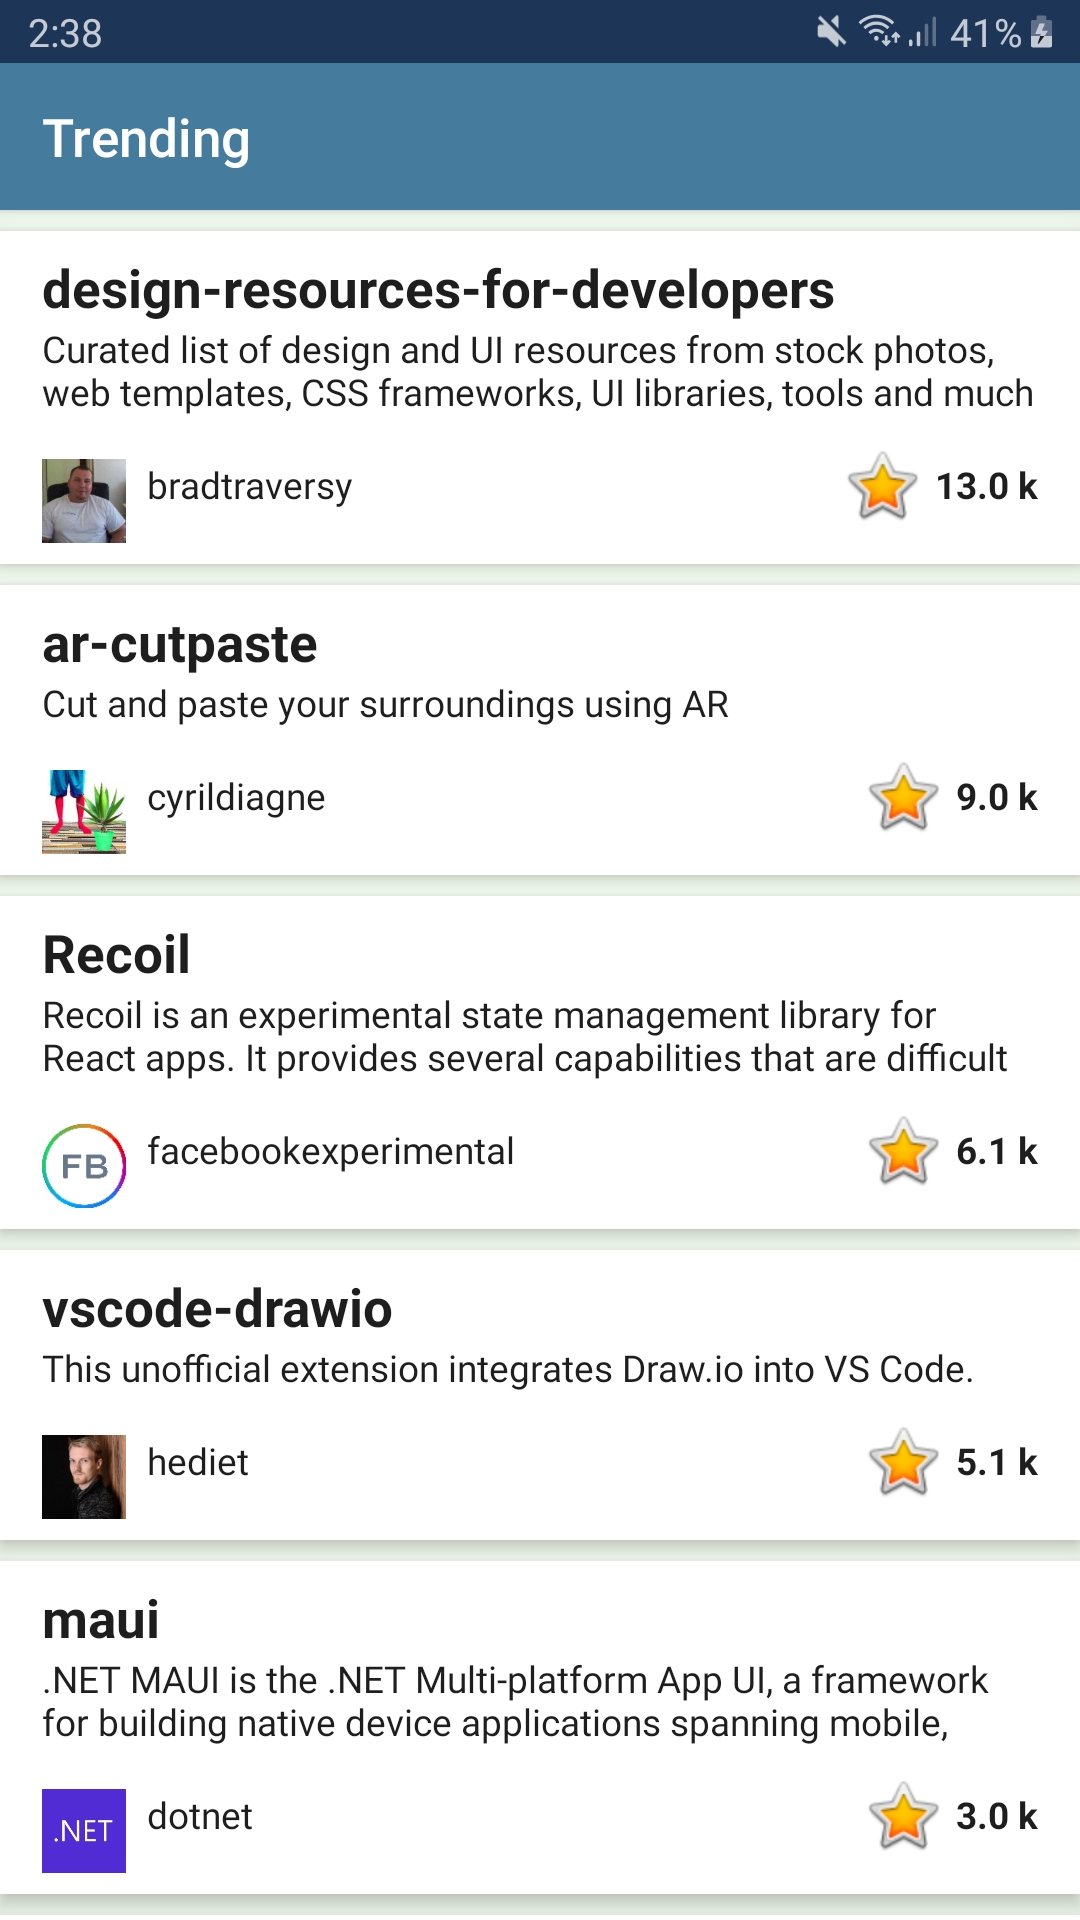 2:38 41%
Trending
design-resources-for-developers
Curated list of design and UI resources from stock photos,
web templates, CSS frameworks, UI libraries, tools and much
bradtraversy 13.0 k
ar-cutpaste
Cut and paste your surroundings using AR
cyrildiagne 9.0 k
Recoil
Recoil is an experimental state management library for
React apps. It provides several capabilities that are difficult
FB facebookexperimental 6.1 k
vscode-drawio
This unofficial extension integrates Draw.io into VS Code.
hediet 5.1 k
maui
.NET MAUI is the .NET Multi-platform App UI, a framework
for building native device applications spanning mobile,
.NET dotnet 3.0 k